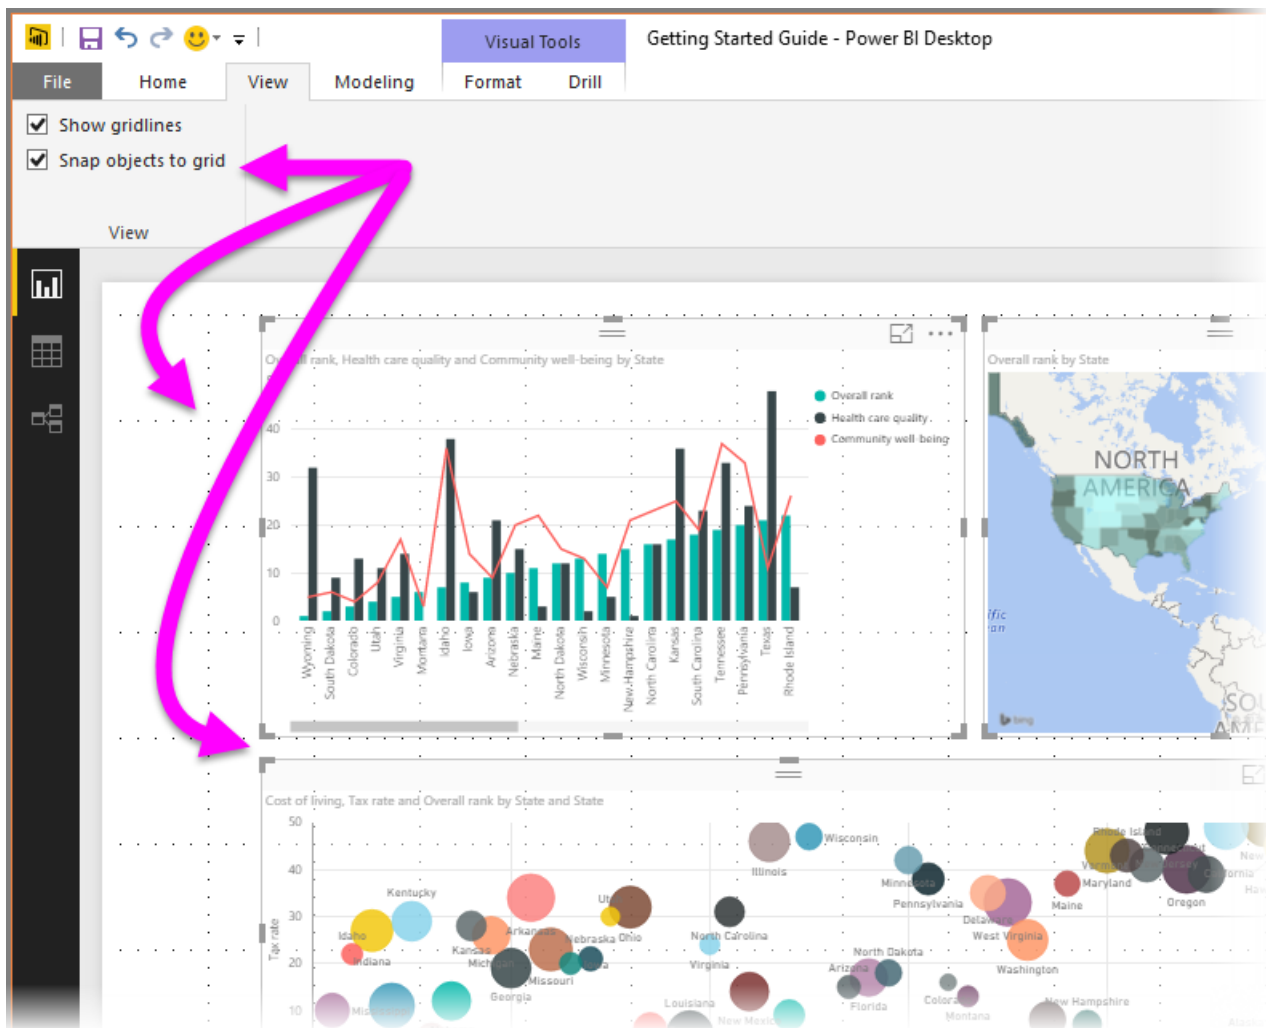 Visual Tools
Getting Started Guide - Power BI Desktop
File Home View Modeling Format Drill
Show gridlines
Snap objects to grid
View
rank, Health care quality and Community well-being by State
Overall rank
Health care quality
Community well-being
40
30
20
10
0
Wyoming
South Dakota
Colorado
Utah
Virginia
Montana
Idaho
Iowa
Arizona
Nebraska
Maine
North Dakota
Wisconsin
Minnesota
New Hampshire
North Carolina
Kansas
South Carolina
Tennessee
Pennsylvania
Texas
Rhode Island
Overall rank by State
NORTH
AMERICA
bing
Cost of living, Tax rate and Overall rank by State and State
Tax rate
50
40
30
20
10
Wisconsin
Illinois
Rhode Island
Minnesota
Pennsylvania
Maryland
Maine
Oregon
Kentucky
Idaho
Indiana
Kansas
Arkansas
Nebraska Ohio
North Carolina
Delaware
West Virginia
Missouri
Georgia
Virginia
North Dakota
Arizona
Florida
Washington
Montana
New Hampshire
Louisiana